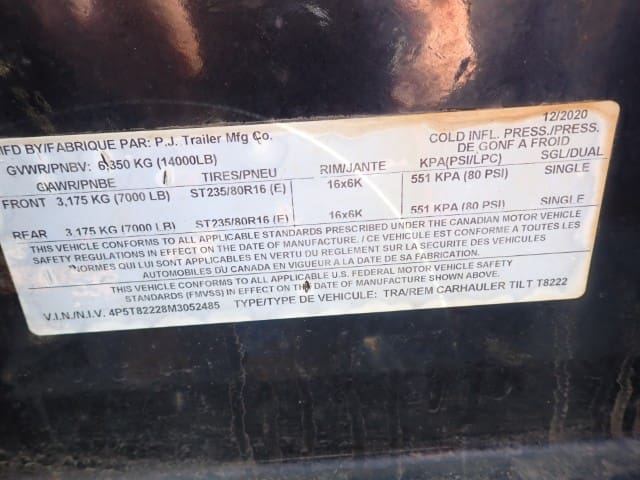 12/2020
MFD BY/FABRIQUE PAR: P.J. Trailer Mfg Co.
COLD INFL. PRESS./PRESS.
DE GONF A FROID
GVWR/PNBV: 6,350 KG (14000LB)
GAWR/PNBE TIRES/PNEU RIM/JANTE KPA(PSI/LPC) SGL/DUAL
FRONT 3,175 KG (7000 LB) ST235/80R16 (E) 16x6K 551 KPA (80 PSI) SINGLE
REAR 3,175 KG (7000 LB) ST235/80R16 (E) 16x6K 551 KPA (80 PSI) SINGLE
THIS VEHICLE CONFORMS TO ALL APPLICABLE STANDARDS PRESCRIBED UNDER THE CANADIAN MOTOR VEHICLE
SAFETY REGULATIONS IN EFFECT ON THE DATE OF MANUFACTURE. / CE VEHICULE EST CONFORME A TOUTES LES
NORMES QUI LUI SONT APPLICABLES EN VERTU DU REGLEMENT SUR LA SECURITE DES VEHICULES
AUTOMOBILES DU CANADA EN VIGUEUR A LA DATE DE SA FABRICATION.
THIS VEHICLE CONFORMS TO ALL APPLICABLE U.S. FEDERAL MOTOR VEHICLE SAFETY
STANDARDS (FMVSS) IN EFFECT ON THE DATE OF MANUFACTURE SHOWN ABOVE.
V.I.N./N.I.V. 4P5T82228M3052485 TYPE/TYPE DE VEHICULE: TRA/REM CARHAULER TILT T8222